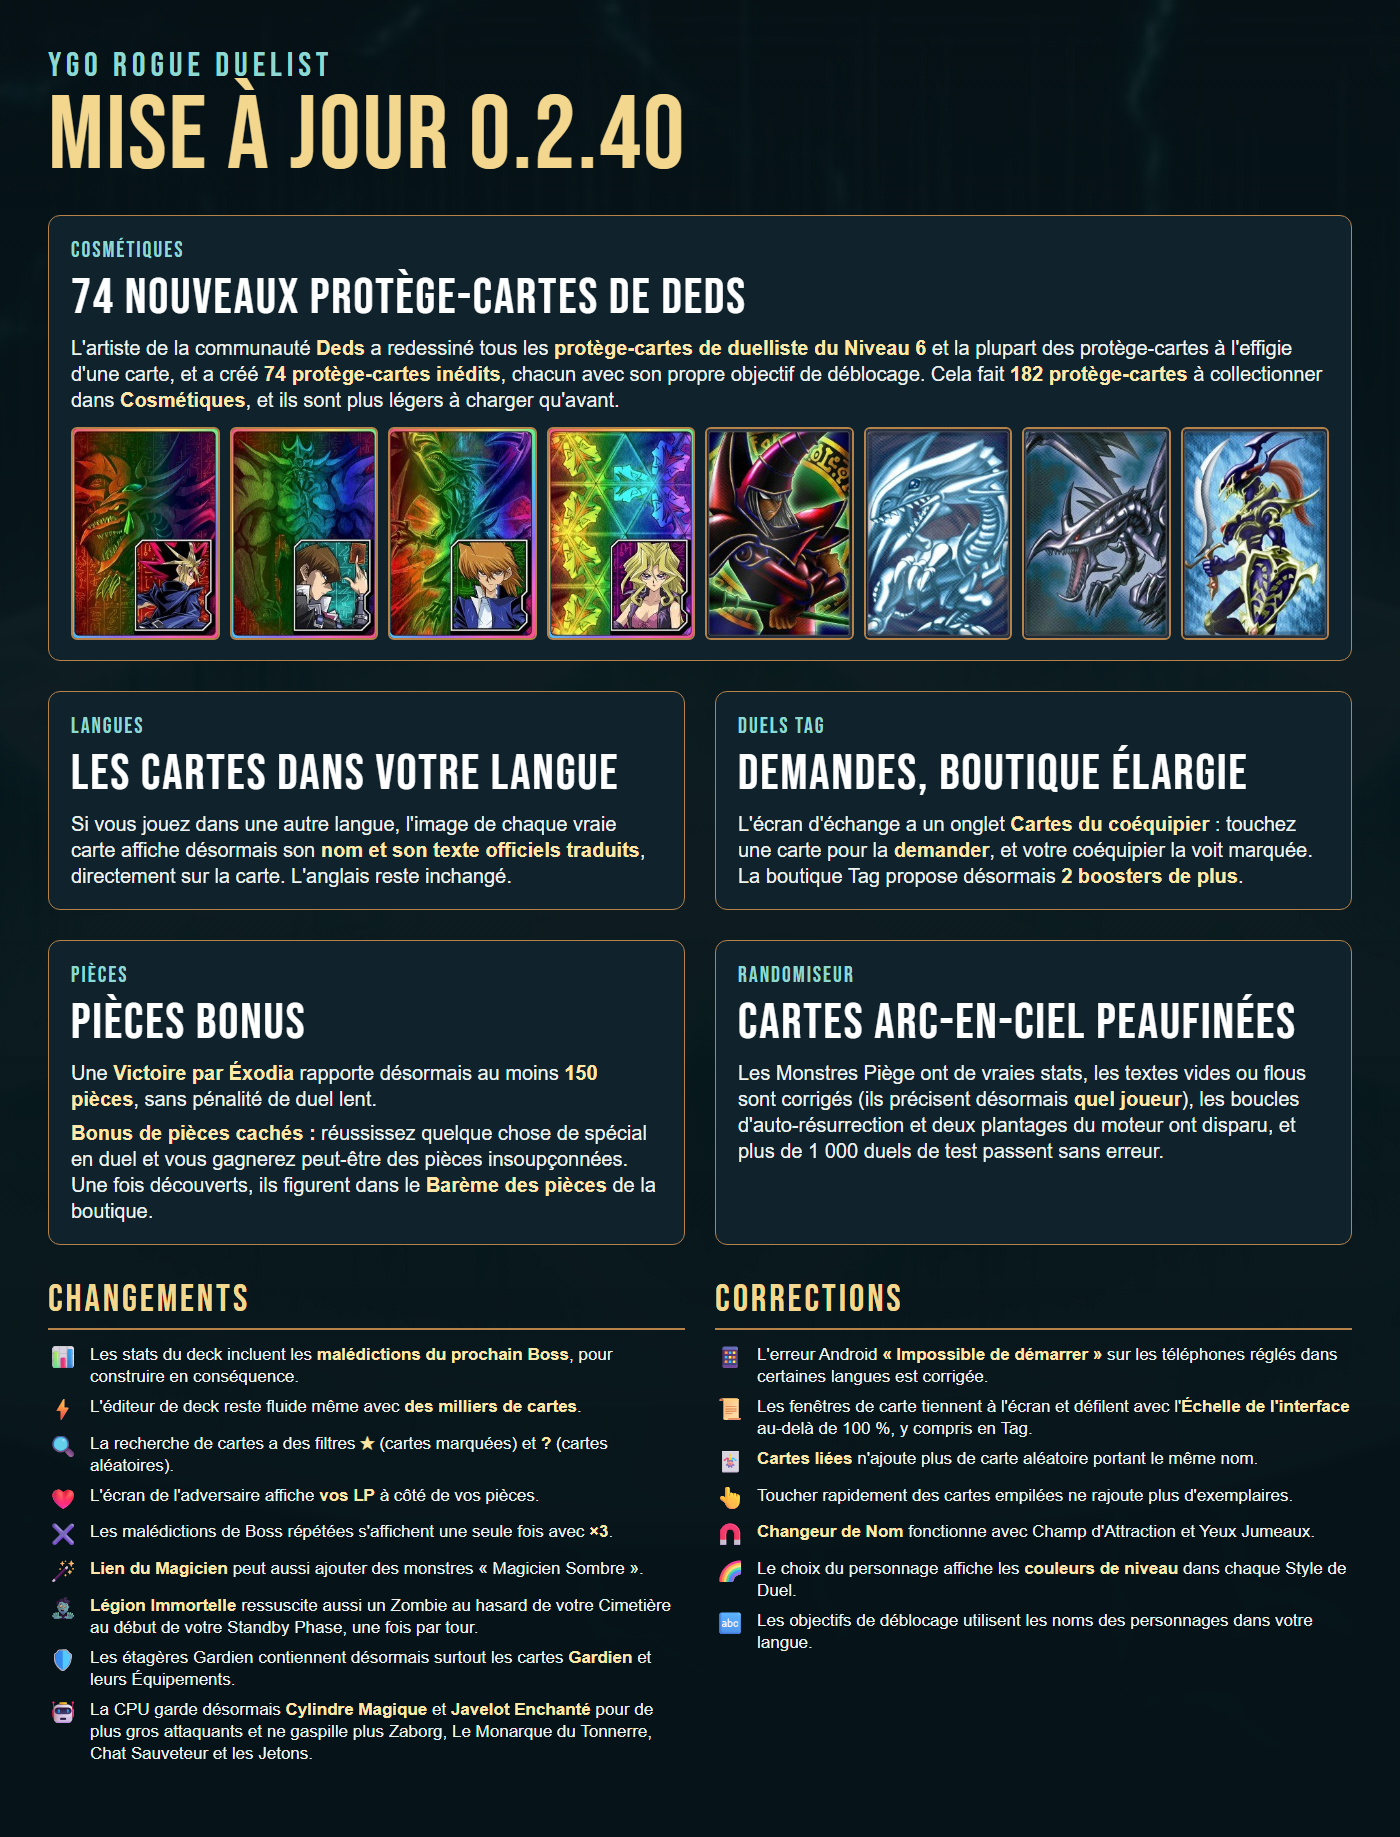 YGO ROGUE DUELIST
MISE À JOUR 0.2.40
COSMÉTIQUES
74 NOUVEAUX PROTÈGE-CARTES DE DEDS
L'artiste de la communauté Deds a redessiné tous les protège-cartes de duelliste du Niveau 6 et la plupart des protège-cartes à l'effigie
d'une carte, et a créé 74 protège-cartes inédits, chacun avec son propre objectif de déblocage. Cela fait 182 protège-cartes à collectionner
dans Cosmétiques, et ils sont plus légers à charger qu'avant.
LANGUES
LES CARTES DANS VOTRE LANGUE
Si vous jouez dans une autre langue, l'image de chaque vraie
carte affiche désormais son nom et son texte officiels traduits,
directement sur la carte. L'anglais reste inchangé.
DUELS TAG
DEMANDES, BOUTIQUE ÉLARGIE
L'écran d'échange a un onglet Cartes du coéquipier : touchez
une carte pour la demander, et votre coéquipier la voit marquée.
La boutique Tag propose désormais 2 boosters de plus.
PIÈCES
PIÈCES BONUS
Une Victoire par Éxodia rapporte désormais au moins 150
pièces, sans pénalité de duel lent.
Bonus de pièces cachés : réussissez quelque chose de spécial
en duel et vous gagnerez peut-être des pièces insoupçonnées.
Une fois découverts, ils figurent dans le Barème des pièces de la
boutique.
RANDOMISEUR
CARTES ARC-EN-CIEL PEAUFINÉES
Les Monstres Piège ont de vraies stats, les textes vides ou flous
sont corrigés (ils précisent désormais quel joueur), les boucles
d'auto-résurrection et deux plantages du moteur ont disparu, et
plus de 1 000 duels de test passent sans erreur.
CHANGEMENTS
Les stats du deck incluent les malédictions du prochain Boss, pour
construire en conséquence.
L'éditeur de deck reste fluide même avec des milliers de cartes.
La recherche de cartes a des filtres ★ (cartes marquées) et ? (cartes
aléatoires).
L'écran de l'adversaire affiche vos LP à côté de vos pièces.
Les malédictions de Boss répétées s'affichent une seule fois avec ×3.
Lien du Magicien peut aussi ajouter des monstres « Magicien Sombre ».
Légion Immortelle ressuscite aussi un Zombie au hasard de votre Cimetière
au début de votre Standby Phase, une fois par tour.
Les étagères Gardien contiennent désormais surtout les cartes Gardien et
leurs Équipements.
La CPU garde désormais Cylindre Magique et Javelot Enchanté pour de
plus gros attaquants et ne gaspille plus Zaborg, Le Monarque du Tonnerre,
Chat Sauveteur et les Jetons.
CORRECTIONS
L'erreur Android « Impossible de démarrer » sur les téléphones réglés dans
certaines langues est corrigée.
Les fenêtres de carte tiennent à l'écran et défilent avec l'Échelle de l'interface
au-delà de 100 %, y compris en Tag.
Cartes liées n'ajoute plus de carte aléatoire portant le même nom.
Toucher rapidement des cartes empilées ne rajoute plus d'exemplaires.
Changeur de Nom fonctionne avec Champ d'Attraction et Yeux Jumeaux.
Le choix du personnage affiche les couleurs de niveau dans chaque Style de
Duel.
abc
Les objectifs de déblocage utilisent les noms des personnages dans votre
langue.